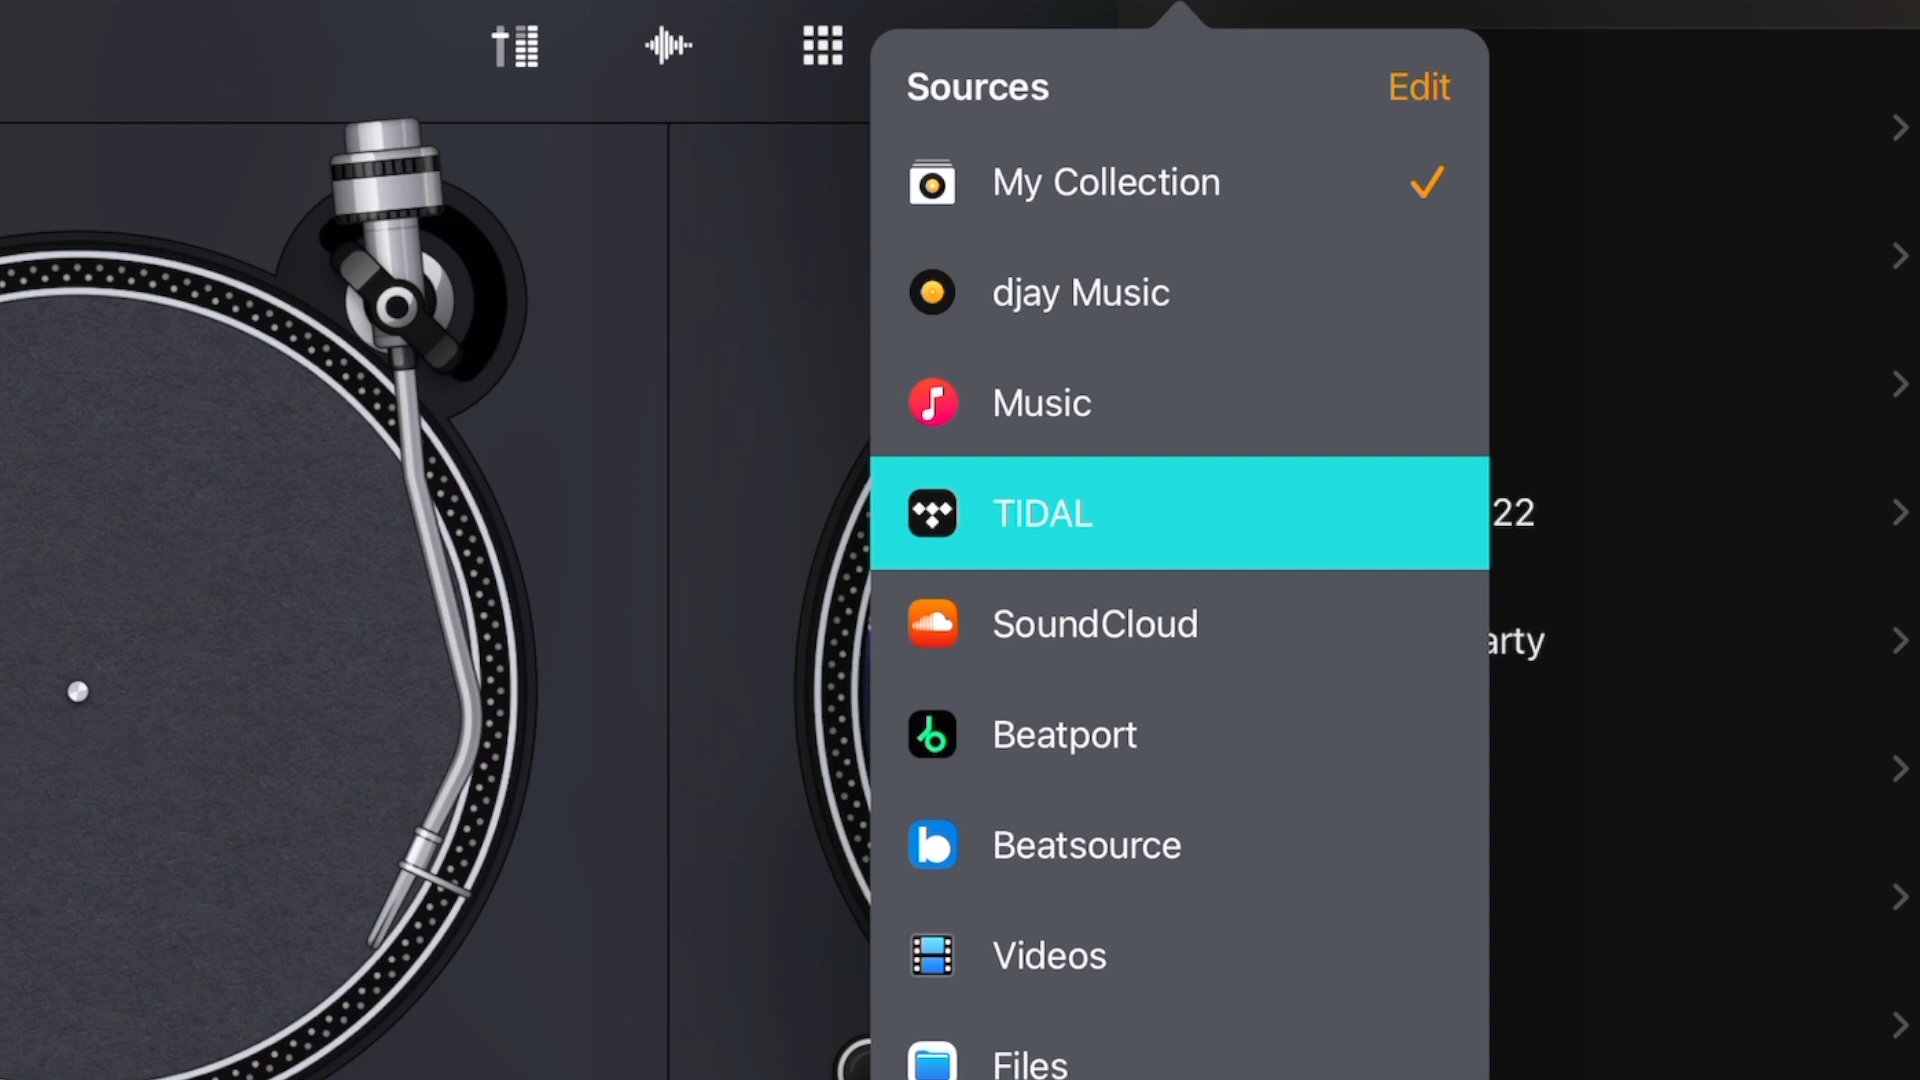 Sources
Edit
My Collection
djay Music
Music
TIDAL
22
SoundCloud
arty
Beatport
Beatsource
Videos
Files